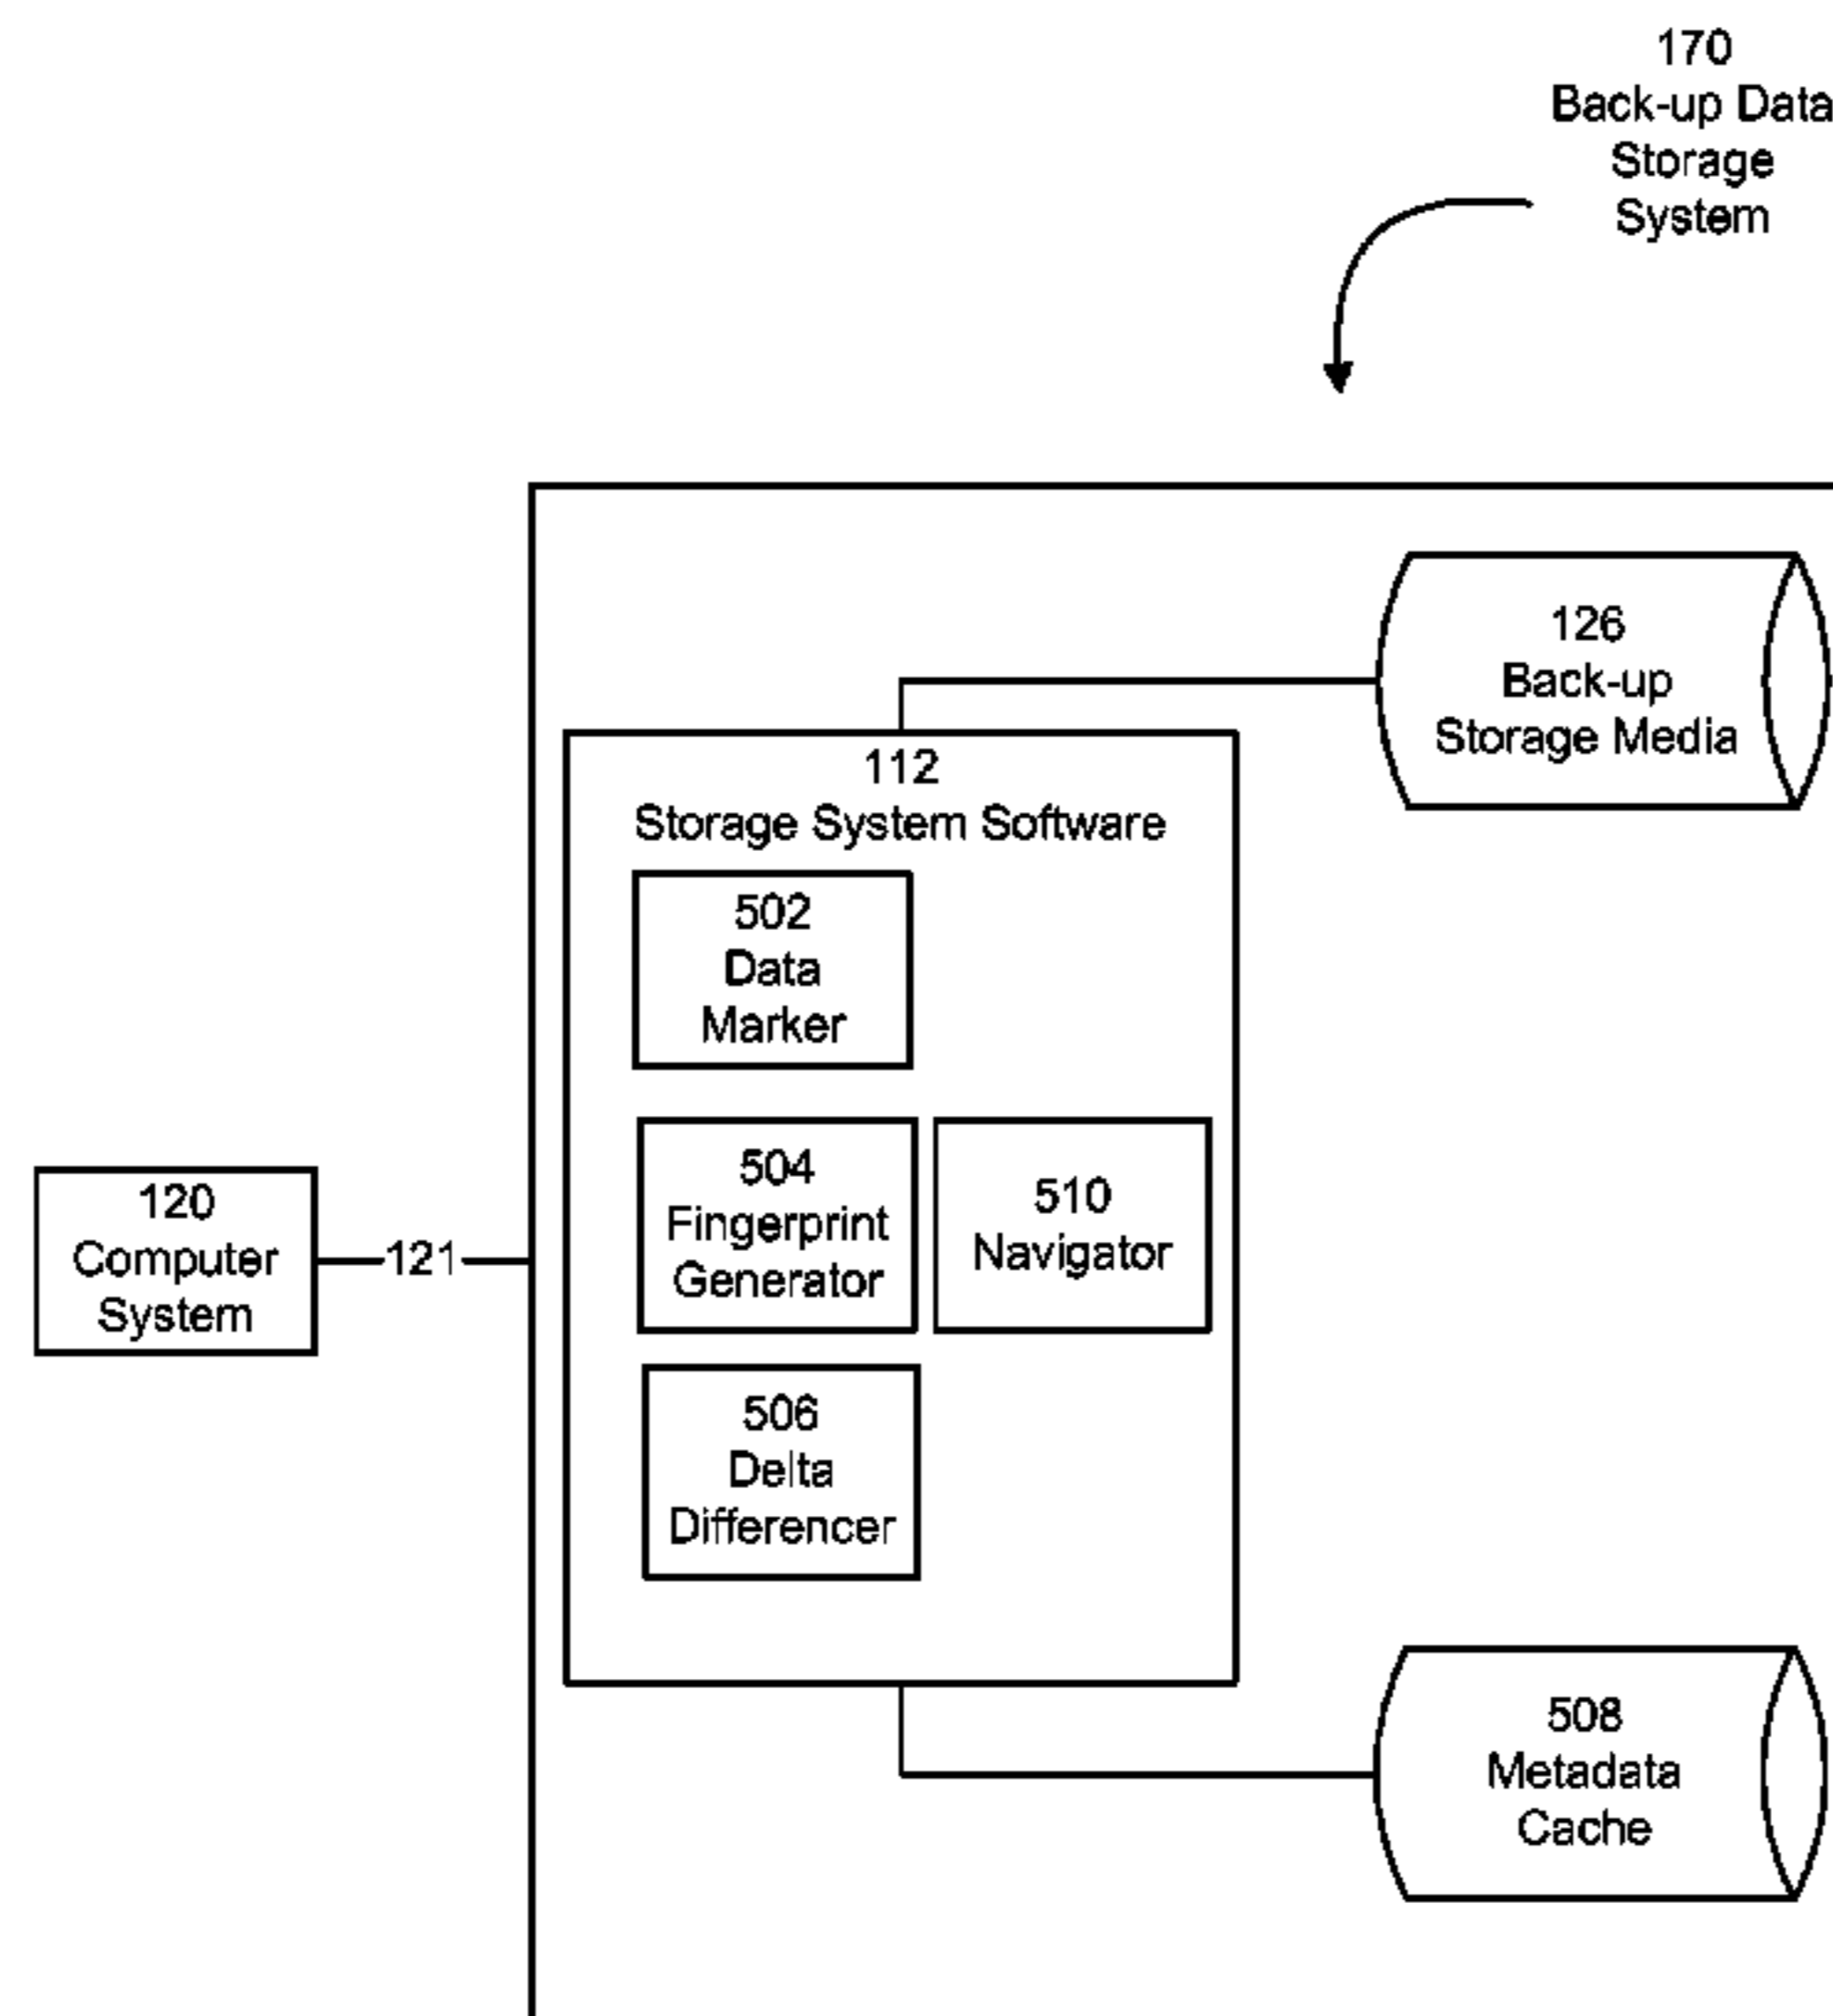 170
Back-up Data
Storage
System
126
Back-up
Storage Media
112
Storage System Software
502
Data
Marker
504
Fingerprint
Generator
510
Navigator
120
Computer
System
121
506
Delta
Differencer
508
Metadata
Cache